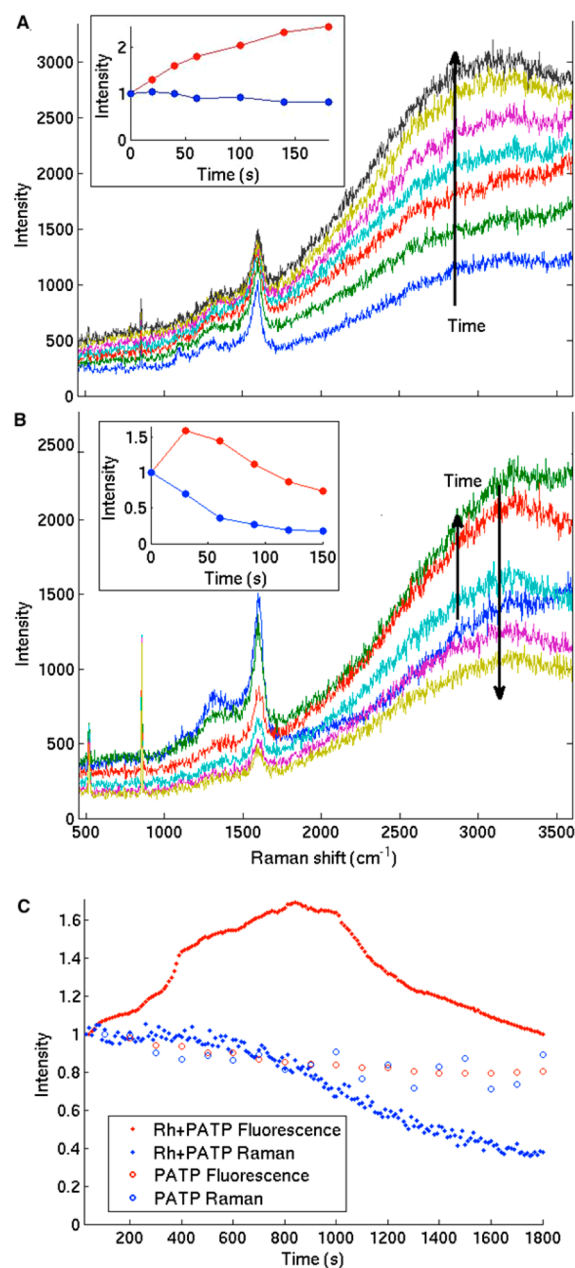 A
Intensity
3000
2500
2000
1500
1000
500
0
Intensity
2
1
0
0 50 100 150
Time (s)
Time
B
Intensity
2500
2000
1500
1000
500
0
Intensity
1.5
1
0.5
0
0 50 100 150
Time (s)
Time
500 1000 1500 2000 2500 3000 3500
Raman shift (cm-1)
C
Intensity
1.6
1.4
1.2
1
0.8
0.6
0.4
0.2
0
Rh+PATP Fluorescence
Rh+PATP Raman
PATP Fluorescence
PATP Raman
200 400 600 800 1000 1200 1400 1600 1800
Time (s)